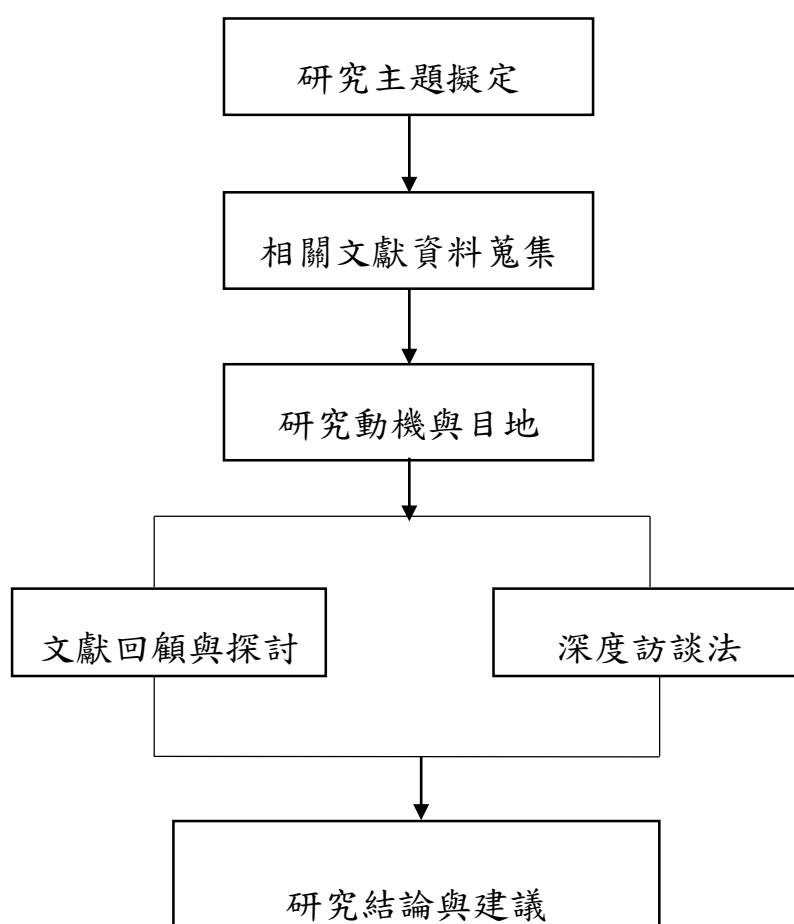 研究主題擬定
相關文獻資料蒐集
研究動機與目地
文獻回顧與探討
深度訪談法
研究結論與建議